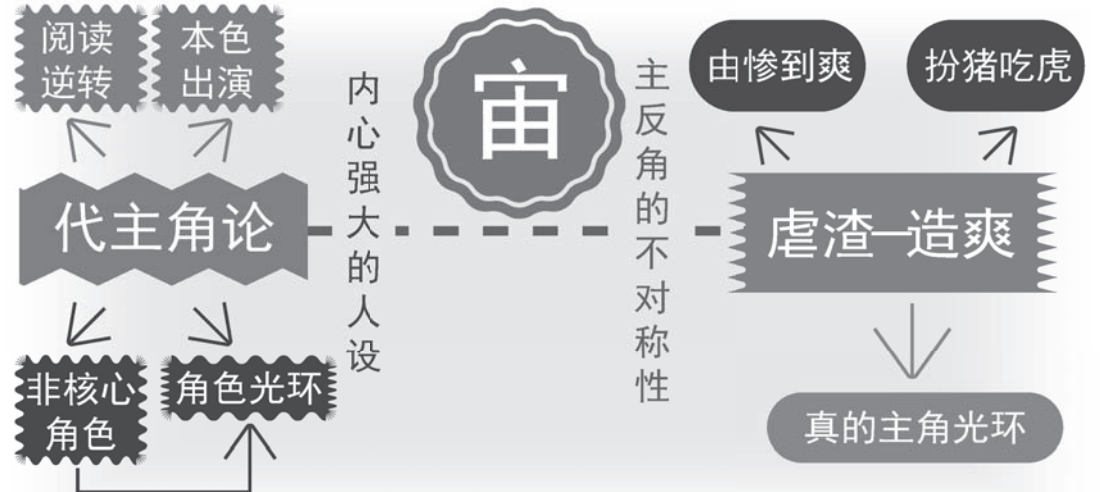 阅读
逆转
本色
出演
内心强大的人设
宙
主反角的不对称性
由惨到爽
扮猪吃虎
代主角论
虐渣—造爽
非核心
角色
角色光环
真的主角光环